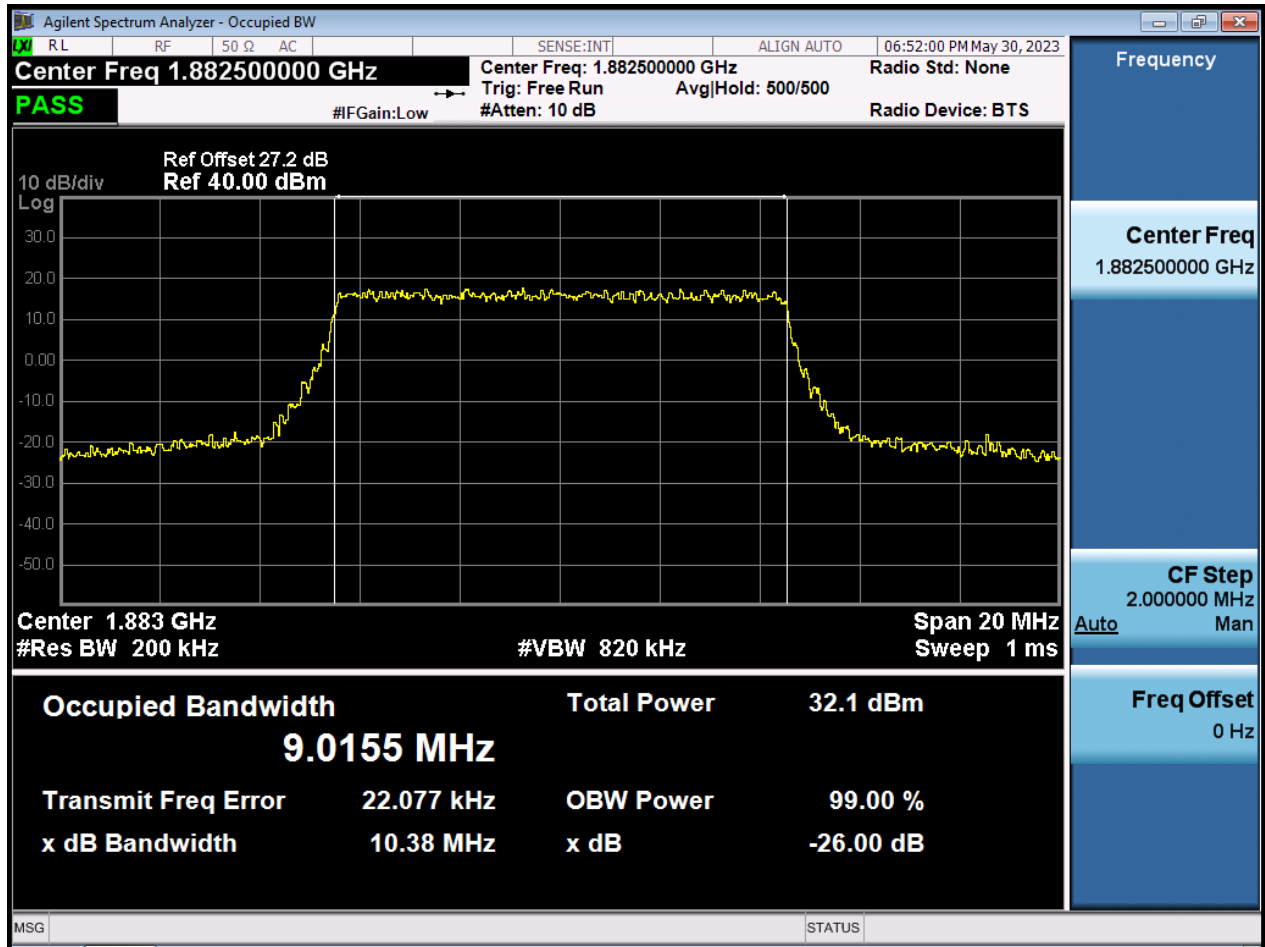 Agilent Spectrum Analyzer - Occupied BW
LXI RL RF 50 Ω AC SENSE:INT ALIGN AUTO 06:52:00 PM May 30, 2023
Center Freq 1.882500000 GHz
PASS
#IFGain:Low
Center Freq: 1.882500000 GHz
Trig: Free Run Avg|Hold: 500/500
#Atten: 10 dB
Radio Std: None
Radio Device: BTS
Ref Offset 27.2 dB
10 dB/div Ref 40.00 dBm
Log
30.0
20.0
10.0
0.00
-10.0
-20.0
-30.0
-40.0
-50.0
Center 1.883 GHz Span 20 MHz
#Res BW 200 kHz #VBW 820 kHz Sweep 1 ms
Occupied Bandwidth Total Power 32.1 dBm
9.0155 MHz
Transmit Freq Error 22.077 kHz OBW Power 99.00 %
x dB Bandwidth 10.38 MHz x dB -26.00 dB
Frequency
Center Freq
1.882500000 GHz
CF Step
2.000000 MHz
Auto Man
Freq Offset
0 Hz
MSG STATUS